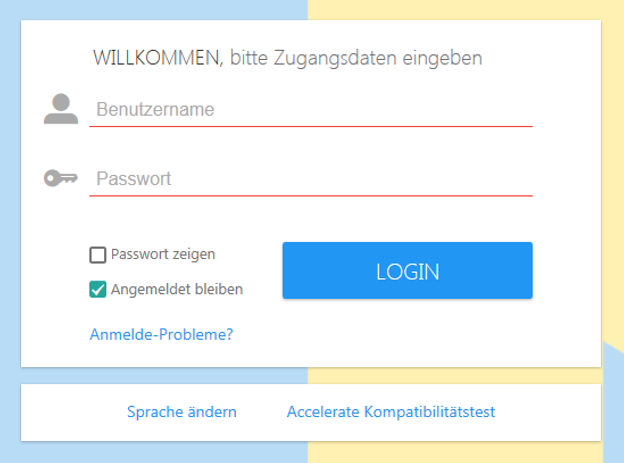 WILLKOMMEN, bitte Zugangsdaten eingeben
Benutzername
Passwort
Passwort zeigen
LOGIN
Angemeldet bleiben
Anmelde-Probleme?
Sprache ändern Accelerate Kompatibilitätstest